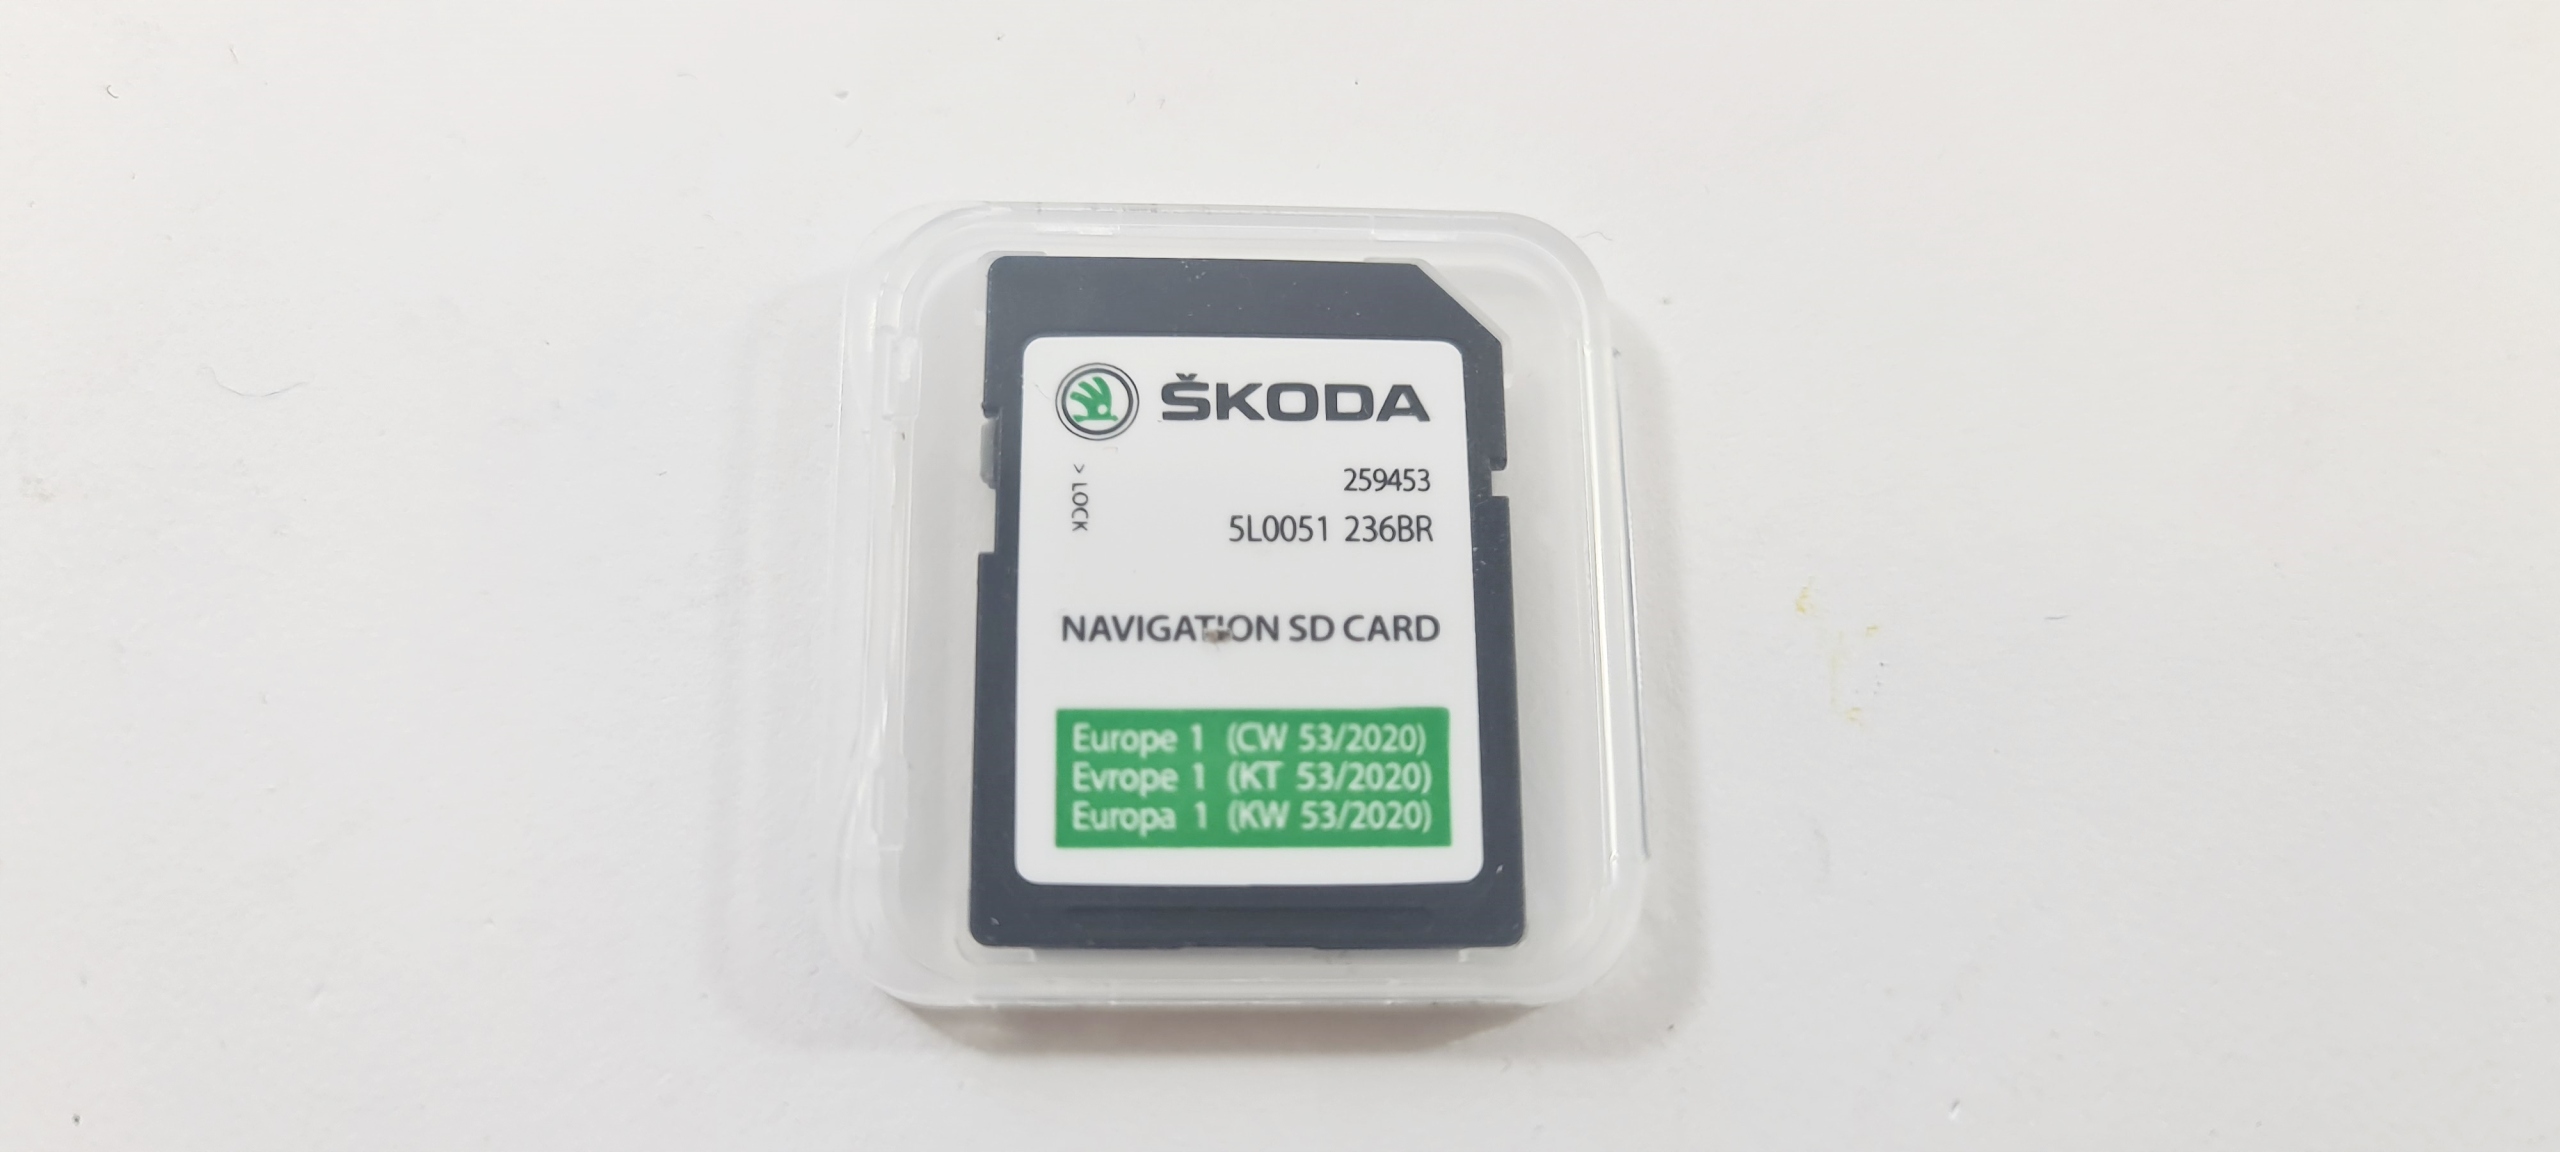 ŠKODA
259453
> LOCK
5L0051 236BR
NAVIGATION SD CARD
Europe 1 (CW 53/2020)
Evrope 1 (KT 53/2020)
Europa 1 (KW 53/2020)